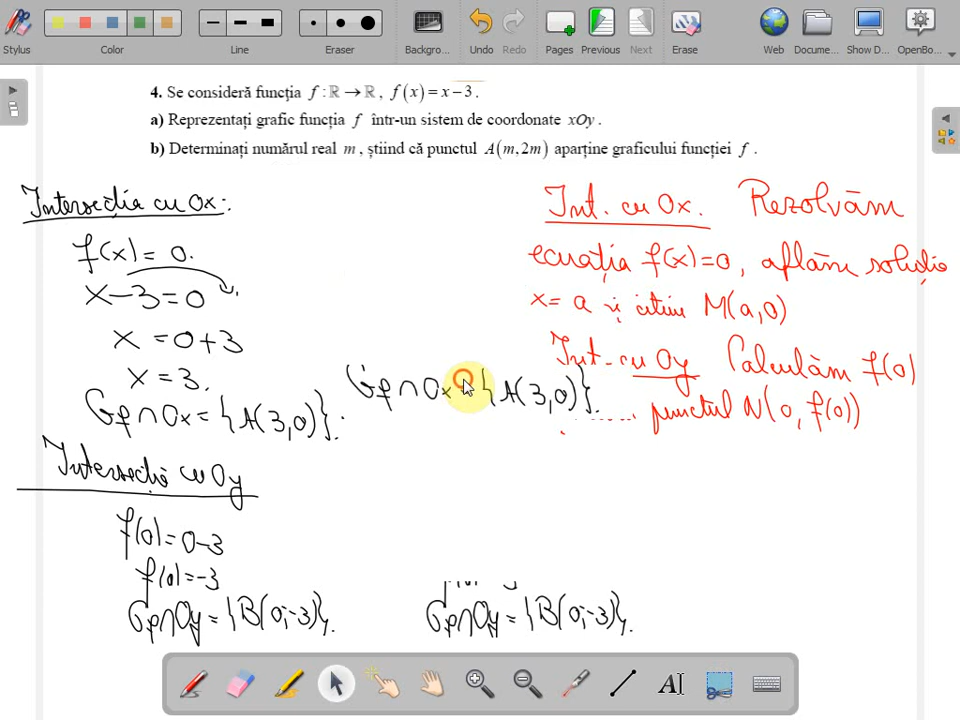 Stylus Color Line Eraser Backgro... Undo Redo Pages Previous Next Erase Web Docume... Show D... OpenBo...
4. Se consideră funcția f : ℝ → ℝ, f(x) = x − 3.
a) Reprezentați grafic funcția f într-un sistem de coordonate xOy.
b) Determinați numărul real m, știind că punctul A(m, 2m) aparține graficului funcției f.
Intersecția cu Ox:
f(x) = 0.
x − 3 = 0
x = 0 + 3
x = 3.
Gf ∩ Ox = {A(3,0)}.
Intersecție cu Oy
f(0) = 0 − 3
f(0) = −3
Gf ∩ Oy = {B(0; −3)}.
Gf ∩ Ox = {A(3,0)}.
Gf ∩ Oy = {B(0; −3)}.
Int. cu Ox. Rezolvăm
ecuația f(x) = 0, aflăm soluția
x = a și citim M(a,0)
Int. cu Oy Calculăm f(0)
punctul N(0, f(0))